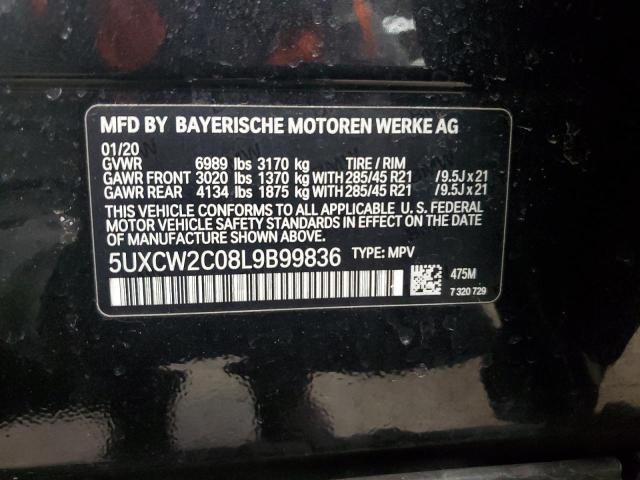 MFD BY BAYERISCHE MOTOREN WERKE AG
01/20
GVWR 6989 lbs 3170 kg TIRE / RIM
GAWR FRONT 3020 lbs 1370 kg WITH 285/45 R21 /9.5J x 21
GAWR REAR 4134 lbs 1875 kg WITH 285/45 R21 /9.5J x 21
THIS VEHICLE CONFORMS TO ALL APPLICABLE U. S. FEDERAL
MOTOR VEHICLE SAFETY STANDARDS IN EFFECT ON THE DATE OF
MANUFACTURE SHOWN ABOVE.
5UXCW2C08L9B99836 TYPE: MPV
475M
7 320 729